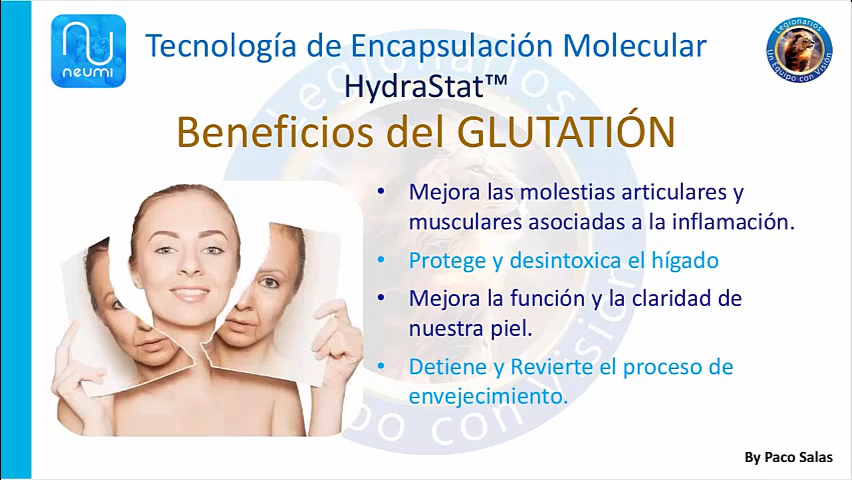 neumi
Legionarios
Un Equipo con Visión
Tecnología de Encapsulación Molecular
HydraStat™
Beneficios del GLUTATIÓN
• Mejora las molestias articulares y
musculares asociadas a la inflamación.
• Protege y desintoxica el hígado
• Mejora la función y la claridad de
nuestra piel.
• Detiene y Revierte el proceso de
envejecimiento.
By Paco Salas